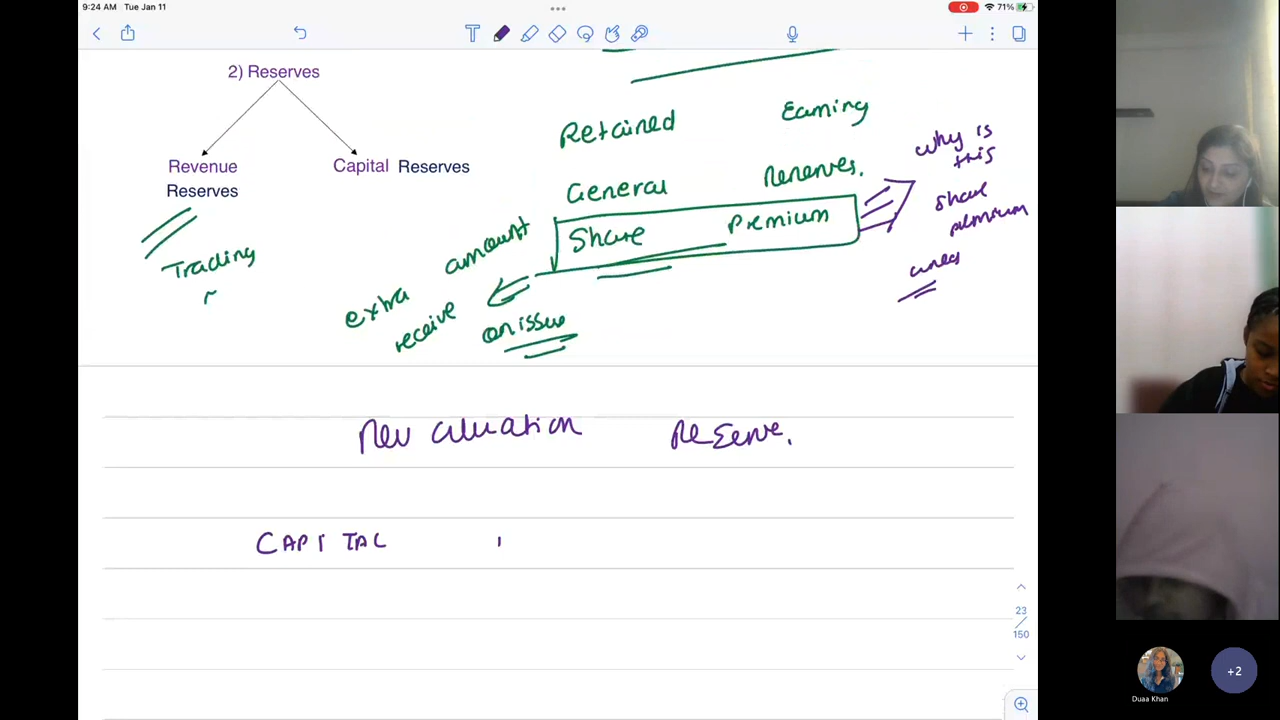 9:24 AM Tue Jan 11
71%
2) Reserves
Revenue
Reserves
Capital Reserves
Trading
Retained Earning
General Reserves.
Share Premium
extra amount
receive
on issue
why is
this
share
premium
used
Revaluation Reserve.
CAPITAL
23
150
Duaa Khan
+2